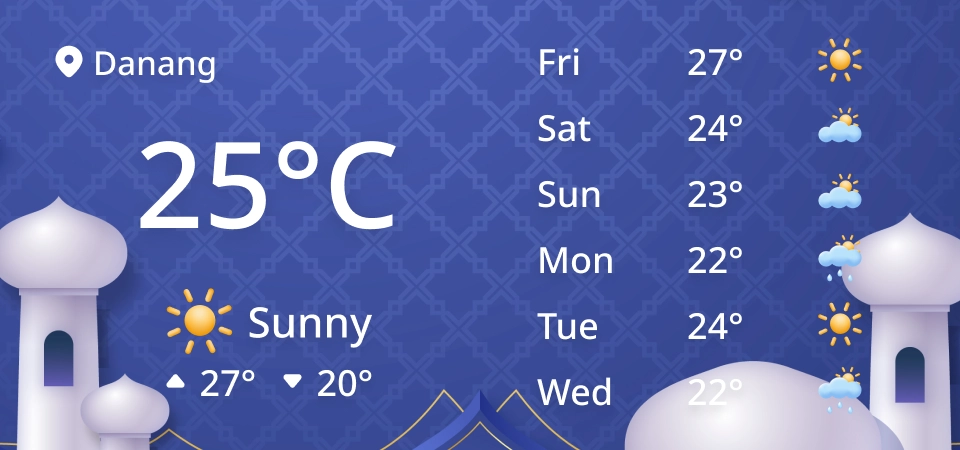 Danang
25°C
Sunny
27° 20°
Fri 27°
Sat 24°
Sun 23°
Mon 22°
Tue 24°
Wed 22°